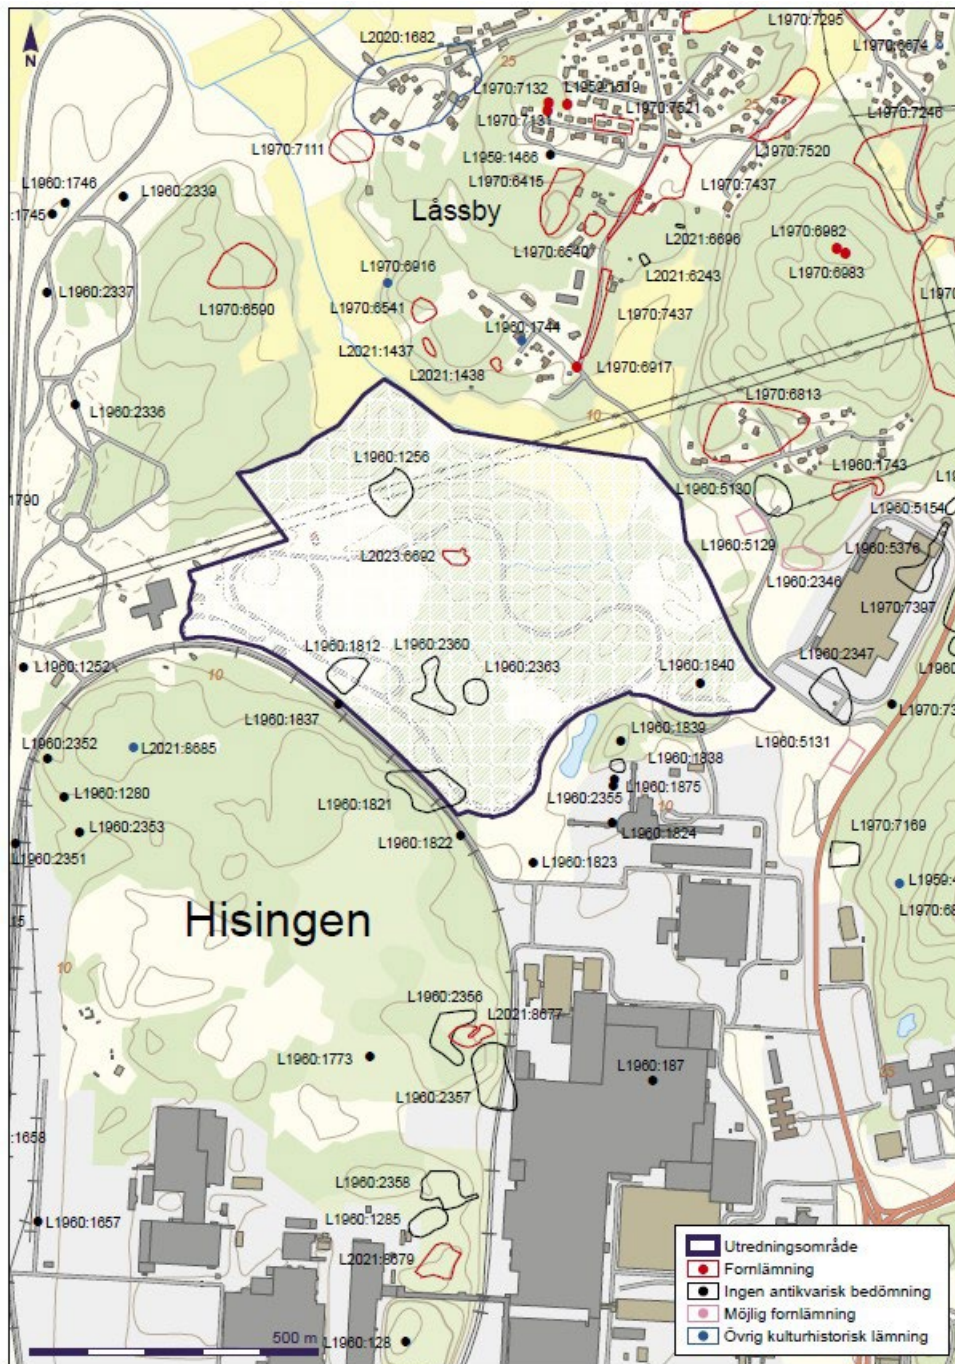 N
L2020:1682
L1970:7295
L1970:6674
25
L1970:7132
L1959:1519
L1970:7521
25
L1970:7131
L1970:7246
L1970:7111
L1959:1466
L1970:7520
L1960:1746
L1960:2339
L1970:6415
L1970:7437
:1745
Låssby
L1970:6982
L1970:6540
L2021:6696
L1970:6916
L2021:6243
L1970:6983
L1960:2337
L1970:6590
L1970:6541
L1960:1744
L1970:7437
L2021:1437
L2021:1438
L1970:6917
L1960:2336
10
L1970:6813
L1960:1256
L1960:1743
L1960:5130
:1790
L1960:5154
L1960:5129
L1960:5376
L2023:6692
L1960:2346
L1970:7397
L1960:1812
L1960:2360
L1960:2363
L1960:1840
L1960:2347
L1960:1252
10
L1960:1837
L1960:1839
L1960:2352
L2021:8685
L1960:1838
L1960:5131
L1960:1280
L1960:1821
L1960:2355
L1960:1875
10
L1960:2353
L1960:1824
L1970:7169
L1960:2351
L1960:1822
L1960:1823
Hisingen
10
L1960:2356
L2021:8677
L1960:1773
L1960:187
L1960:2357
:1658
L1960:2358
L1960:1657
L1960:1285
L2021:8679
L1960:128
500 m
Utredningsområde
Fornlämning
Ingen antikvarisk bedömning
Möjlig fornlämning
Övrig kulturhistorisk lämning